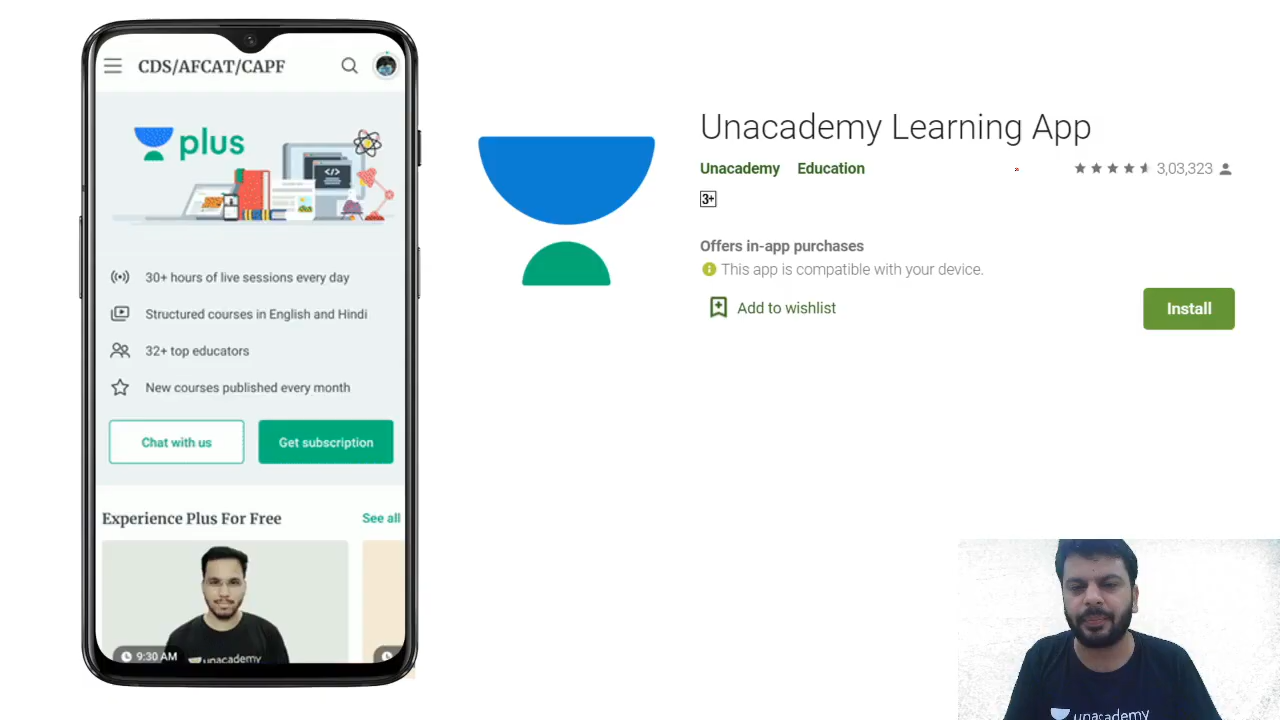 CDS/AFCAT/CAPF
plus
</>
30+ hours of live sessions every day
Structured courses in English and Hindi
32+ top educators
New courses published every month
Chat with us
Get subscription
Experience Plus For Free
See all
9:30 AM
unacademy
Unacademy Learning App
Unacademy Education
3,03,323
3+
Offers in-app purchases
This app is compatible with your device.
Add to wishlist
Install
unacademy